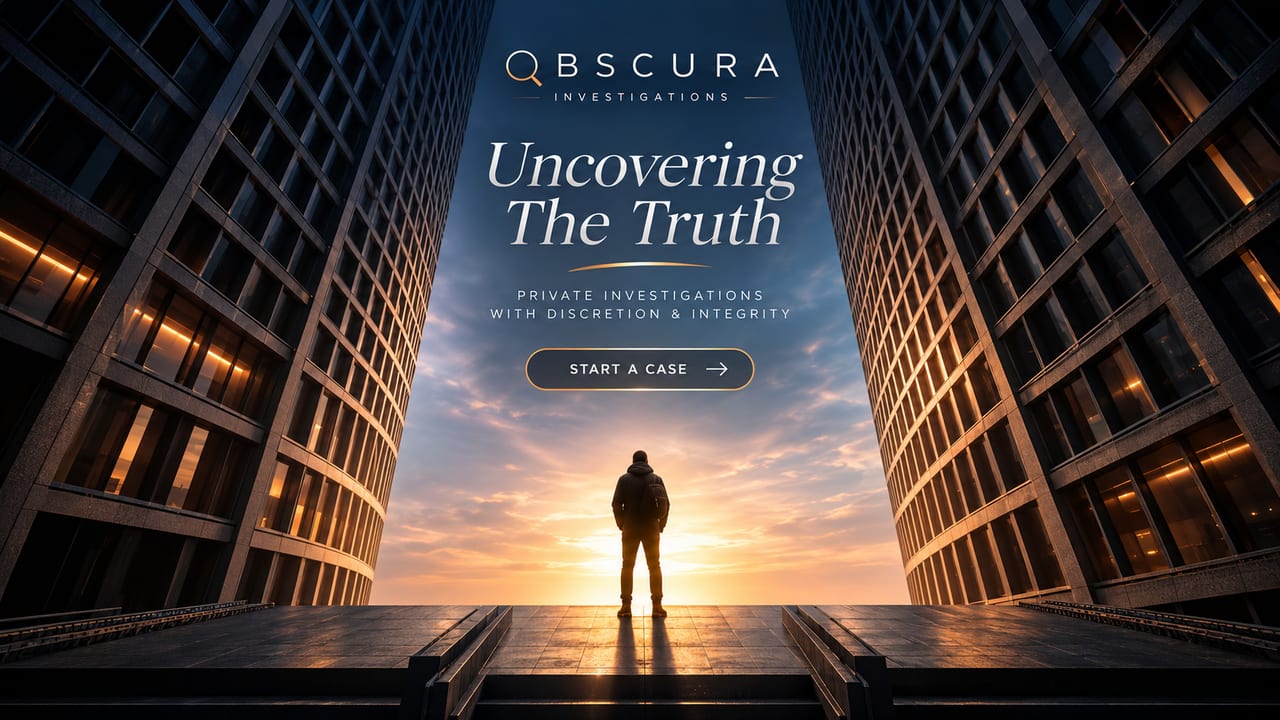 OBSCURA
INVESTIGATIONS
Uncovering
The Truth
PRIVATE INVESTIGATIONS
WITH DISCRETION & INTEGRITY
START A CASE →